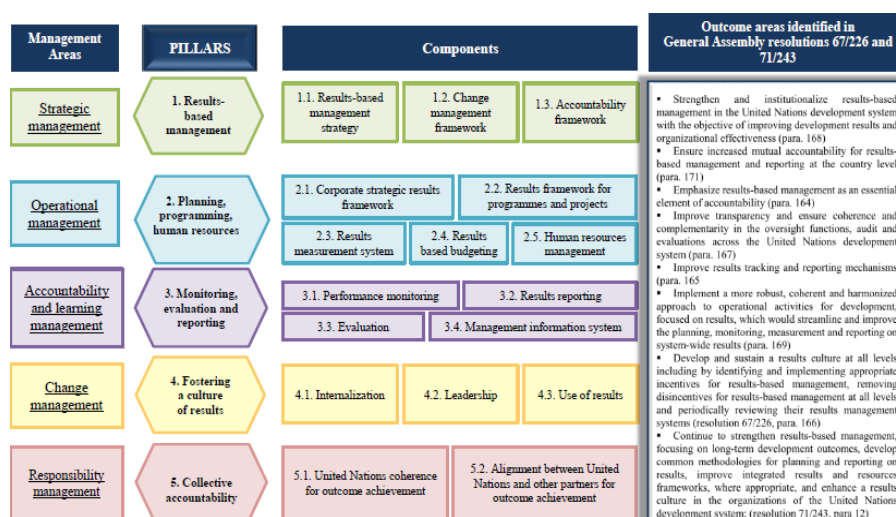 Management
Areas
PILLARS
Components
Outcome areas identified in
General Assembly resolutions 67/226 and
71/243
Strategic
management
1. Results-
based
management
1.1. Results-based
management
strategy
1.2. Change
management
framework
1.3. Accountability
framework
Operational
management
2. Planning,
programming,
human resources
2.1. Corporate strategic results
framework
2.2. Results framework for
programmes and projects
2.3. Results
measurement system
2.4. Results
based budgeting
2.5. Human resources
management
Accountability
and learning
management
3. Monitoring,
evaluation and
reporting
3.1. Performance monitoring
3.2. Results reporting
3.3. Evaluation
3.4. Management information system
Change
management
4. Fostering
a culture
of results
4.1. Internalization
4.2. Leadership
4.3. Use of results
Responsibility
management
5. Collective
accountability
5.1. United Nations coherence
for outcome achievement
5.2. Alignment between United
Nations and other partners for
outcome achievement
▪ Strengthen and institutionalize results-based
management in the United Nations development system
with the objective of improving development results and
organizational effectiveness (para. 168)
▪ Ensure increased mutual accountability for results-
based management and reporting at the country level
(para. 171)
▪ Emphasize results-based management as an essential
element of accountability (para. 164)
▪ Improve transparency and ensure coherence and
complementarity in the oversight functions, audit and
evaluations across the United Nations development
system (para. 167)
▪ Improve results tracking and reporting mechanisms
(para. 165
▪ Implement a more robust, coherent and harmonized
approach to operational activities for development,
focused on results, which would streamline and improve
the planning, monitoring, measurement and reporting on
system-wide results (para. 169)
▪ Develop and sustain a results culture at all levels
including by identifying and implementing appropriate
incentives for results-based management, removing
disincentives for results-based management at all levels
and periodically reviewing their results management
systems (resolution 67/226, para. 166)
▪ Continue to strengthen results-based management,
focusing on long-term development outcomes, develop
common methodologies for planning and reporting on
results, improve integrated results and resources
frameworks, where appropriate, and enhance a results
culture in the organizations of the United Nations
development system; (resolution 71/243, para 12)